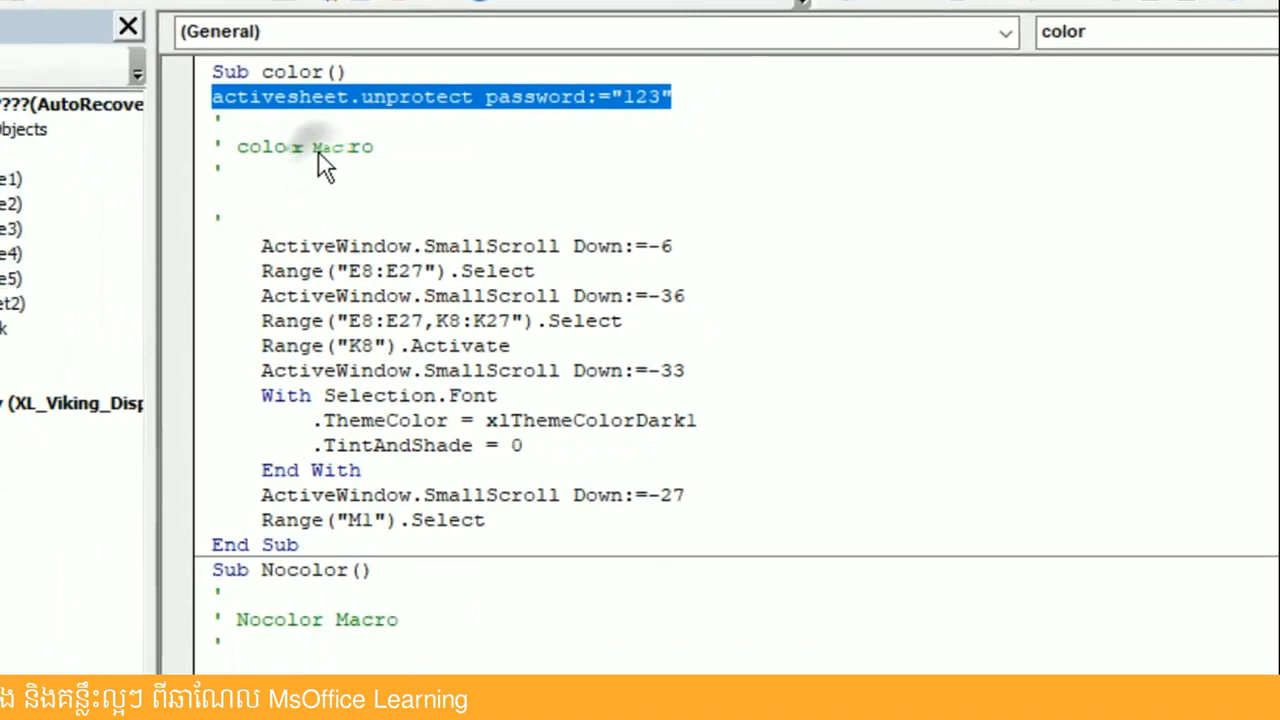 (General)
color
????(AutoRecove
bjects
e1)
e2)
e3)
e4)
e5)
et2)
k
(XL_Viking_Disp
Sub color()
activesheet.unprotect password:="123"
'
' color Macro
'
'
ActiveWindow.SmallScroll Down:=-6
Range("E8:E27").Select
ActiveWindow.SmallScroll Down:=-36
Range("E8:E27,K8:K27").Select
Range("K8").Activate
ActiveWindow.SmallScroll Down:=-33
With Selection.Font
.ThemeColor = xlThemeColorDark1
.TintAndShade = 0
End With
ActiveWindow.SmallScroll Down:=-27
Range("M1").Select
End Sub
Sub Nocolor()
'
' Nocolor Macro
'
ង និងគន្លឹះល្អៗ ពីឆាណែល MsOffice Learning